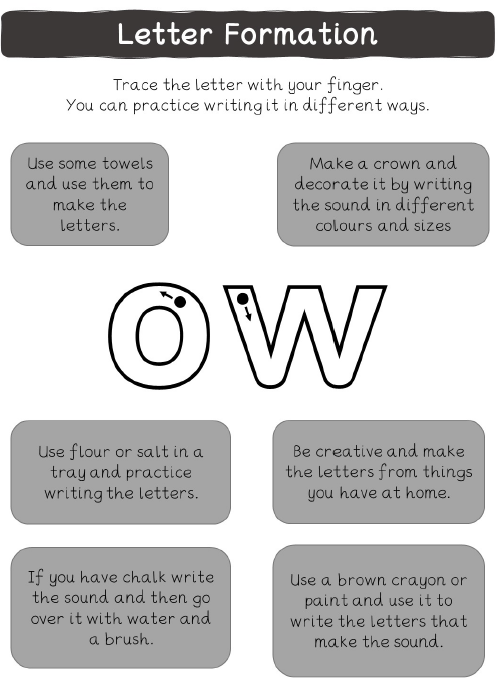 Letter Formation
Trace the letter with your finger.
You can practice writing it in different ways.
Use some towels
and use them to
make the
letters.
Make a crown and
decorate it by writing
the sound in different
colours and sizes
ow
Use flour or salt in a
tray and practice
writing the letters.
Be creative and make
the letters from things
you have at home.
If you have chalk write
the sound and then go
over it with water and
a brush.
Use a brown crayon or
paint and use it to
write the letters that
make the sound.